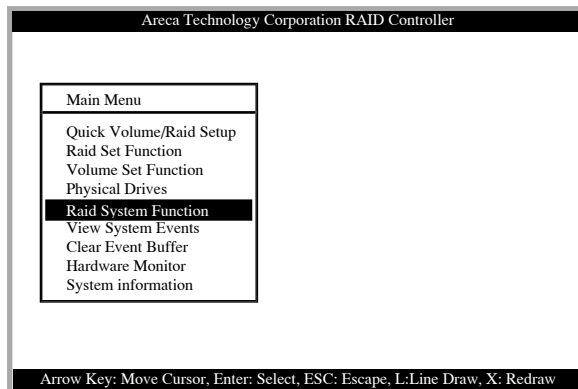 Areca Technology Corporation RAID Controller
Main Menu
Quick Volume/Raid Setup
Raid Set Function
Volume Set Function
Physical Drives
Raid System Function
View System Events
Clear Event Buffer
Hardware Monitor
System information
Arrow Key: Move Cursor, Enter: Select, ESC: Escape, L:Line Draw, X: Redraw